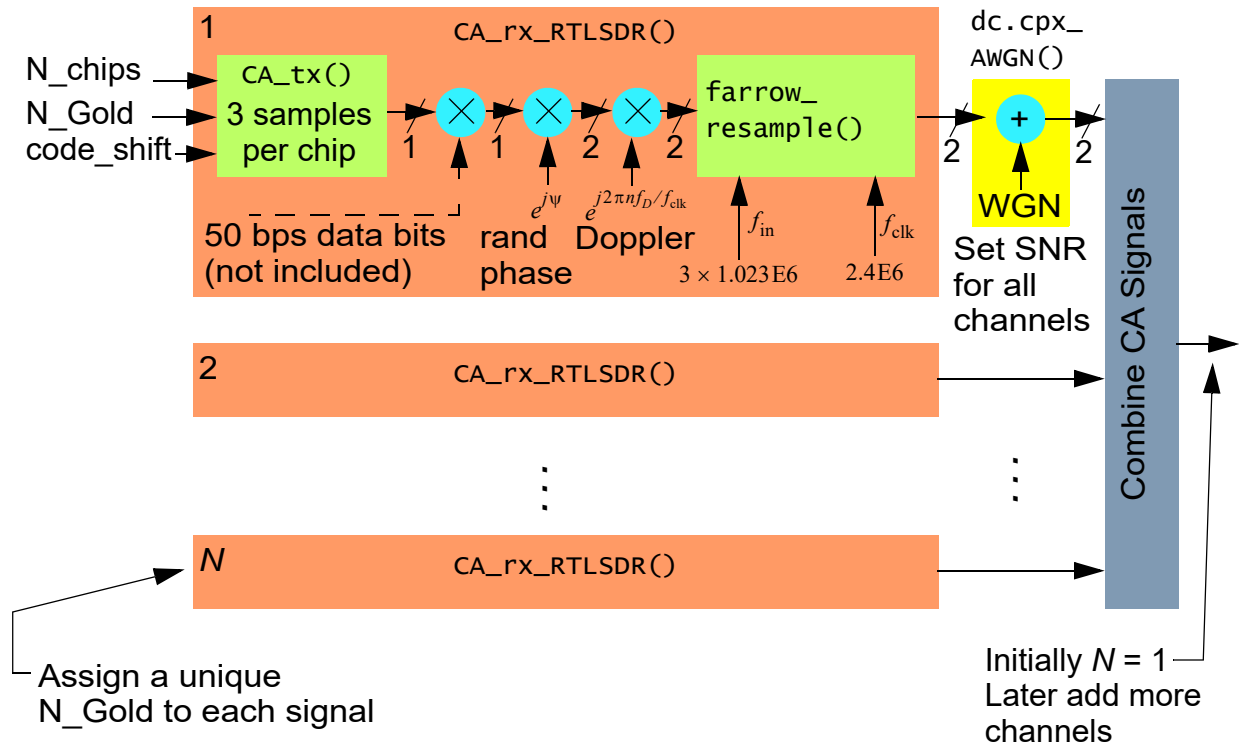 1
CA_rx_RTLSDR()
dc.cpx_
AWGN()
N_chips
N_Gold
code_shift
CA_tx()
3 samples
per chip
1
1
2
2
farrow_
resample()
2
+
2
WGN
50 bps data bits
(not included)
e^{jψ}
rand
phase
e^{j2πnf_D/f_clk}
Doppler
f_in
3 × 1.023E6
f_clk
2.4E6
Set SNR
for all
channels
Combine CA Signals
2
CA_rx_RTLSDR()
N
CA_rx_RTLSDR()
Assign a unique
N_Gold to each signal
Initially N = 1
Later add more
channels